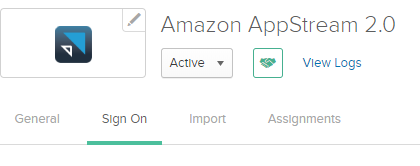 Amazon AppStream 2.0
Active View Logs
General Sign On Import Assignments